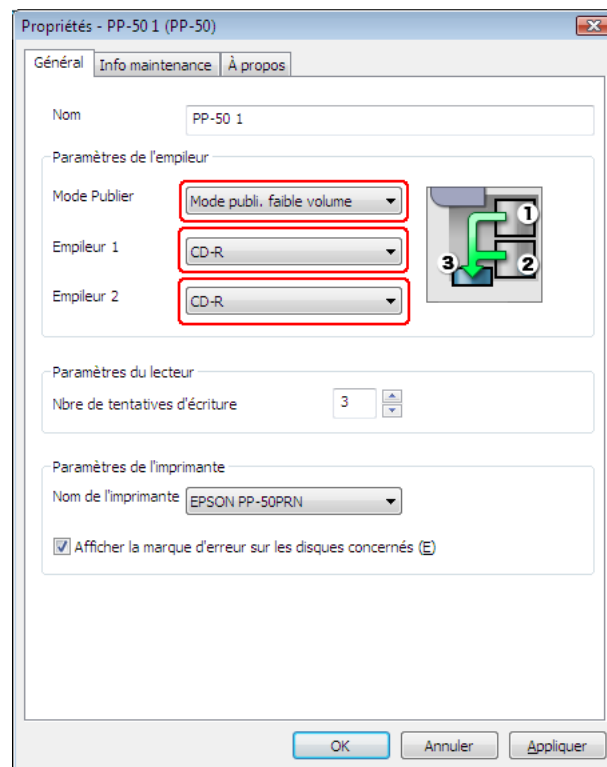 Propriétés - PP-50 1 (PP-50)
Général Info maintenance À propos
Nom PP-50 1
Paramètres de l'empileur
Mode Publier Mode publi. faible volume
Empileur 1 CD-R
Empileur 2 CD-R
1
3 2
Paramètres du lecteur
Nbre de tentatives d'écriture 3
Paramètres de l'imprimante
Nom de l'imprimante EPSON PP-50PRN
Afficher la marque d'erreur sur les disques concernés (E)
OK Annuler Appliquer